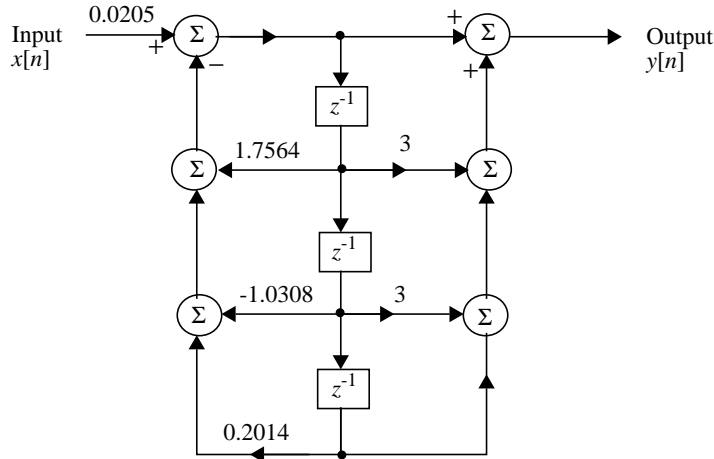 0.0205
Input
x[n]
+
Σ
−
+
Σ
+
Output
y[n]
z⁻¹
Σ
1.7564
3
Σ
z⁻¹
Σ
-1.0308
3
Σ
z⁻¹
0.2014